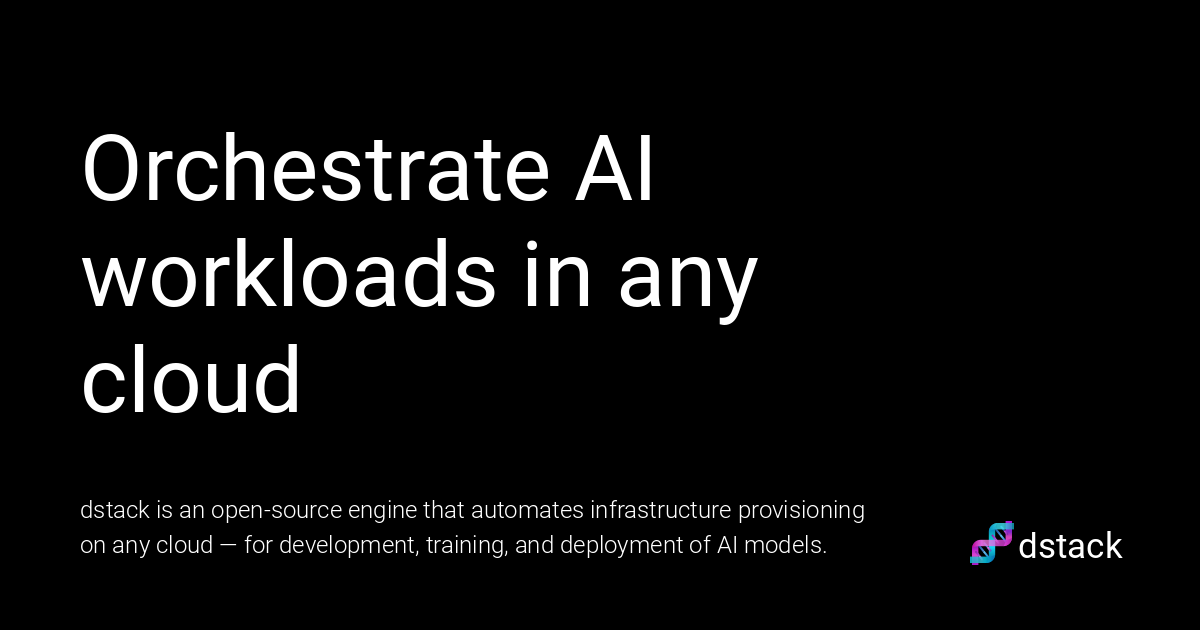 Orchestrate AI
workloads in any
cloud
dstack is an open-source engine that automates infrastructure provisioning
on any cloud — for development, training, and deployment of AI models.
dstack